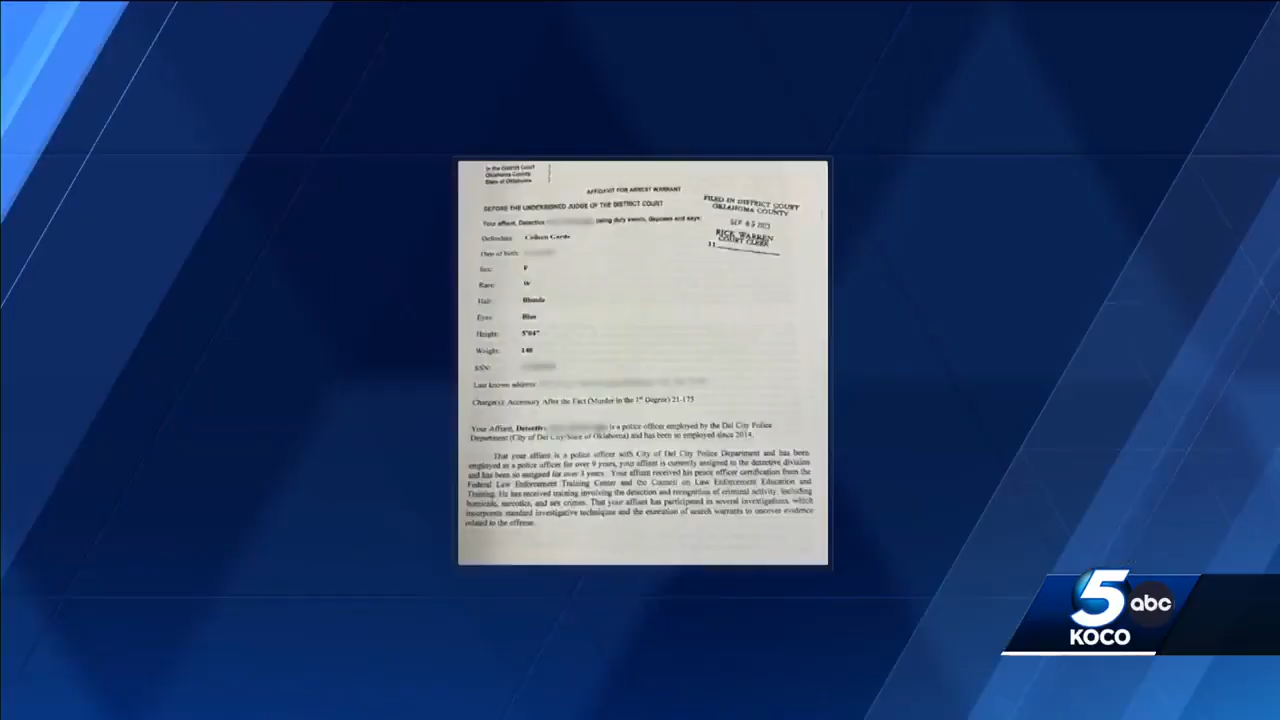 In the District Court
Oklahoma County
State of Oklahoma
AFFIDAVIT FOR ARREST WARRANT
BEFORE THE UNDERSIGNED JUDGE OF THE DISTRICT COURT
FILED IN DISTRICT COURT
OKLAHOMA COUNTY
Your affiant, Detective being duly sworn, deposes and says:
SEP 05 2023
RICK WARREN
COURT CLERK
Defendant:
Date of birth:
Sex: F
Race: W
Hair: Blonde
Eyes: Blue
Height: 5'04"
Weight: 140
SSN:
Last known address:
Charge(s): Accessory After the Fact (Murder in the 1st Degree) 21-175
Your Affiant, Detective is a police officer employed by the Del City Police
Department (City of Del City/State of Oklahoma) and has been so employed since 2014.
That your affiant is a police officer with City of Del City Police Department and has been
employed as a police officer for over 9 years, your affiant is currently assigned to the detective division
and has been so assigned for over 3 years. Your affiant received his peace officer certification from the
Federal Law Enforcement Training Center and the Council on Law Enforcement Education and
Training. He has received training involving the detection and recognition of criminal activity, including
homicide, narcotics, and sex crimes. That your affiant has participated in several investigations, which
incorporate standard investigative techniques and the execution of search warrants to uncover evidence
related to the offense.
5 abc
KOCO